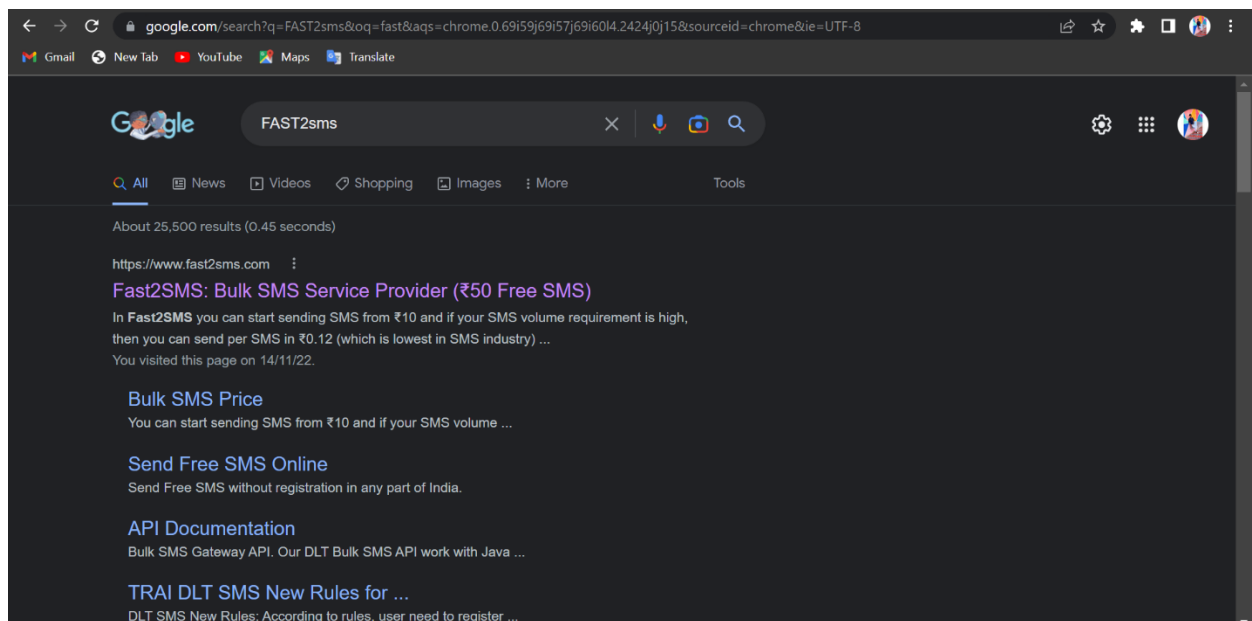 google.com/search?q=FAST2sms&oq=fast&aqs=chrome.0.69i59j69i57j69i60l4.2424j0j15&sourceid=chrome&ie=UTF-8
Gmail New Tab YouTube Maps Translate
Google FAST2sms
All News Videos Shopping Images More Tools
About 25,500 results (0.45 seconds)
https://www.fast2sms.com
Fast2SMS: Bulk SMS Service Provider (₹50 Free SMS)
In Fast2SMS you can start sending SMS from ₹10 and if your SMS volume requirement is high,
then you can send per SMS in ₹0.12 (which is lowest in SMS industry) ...
You visited this page on 14/11/22.
Bulk SMS Price
You can start sending SMS from ₹10 and if your SMS volume ...
Send Free SMS Online
Send Free SMS without registration in any part of India.
API Documentation
Bulk SMS Gateway API. Our DLT Bulk SMS API work with Java ...
TRAI DLT SMS New Rules for ...
DLT SMS New Rules: According to rules, user need to register ...